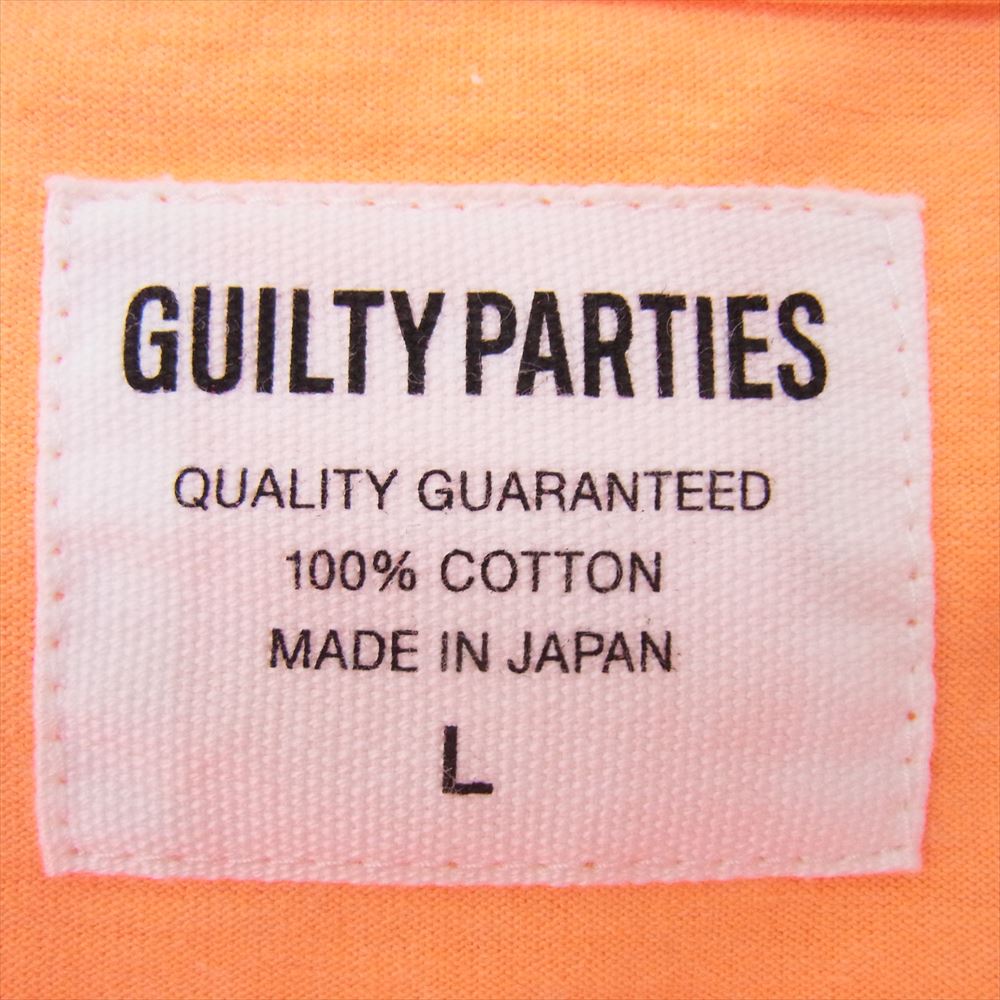 GUILTY PARTIES
QUALITY GUARANTEED
100% COTTON
MADE IN JAPAN
L